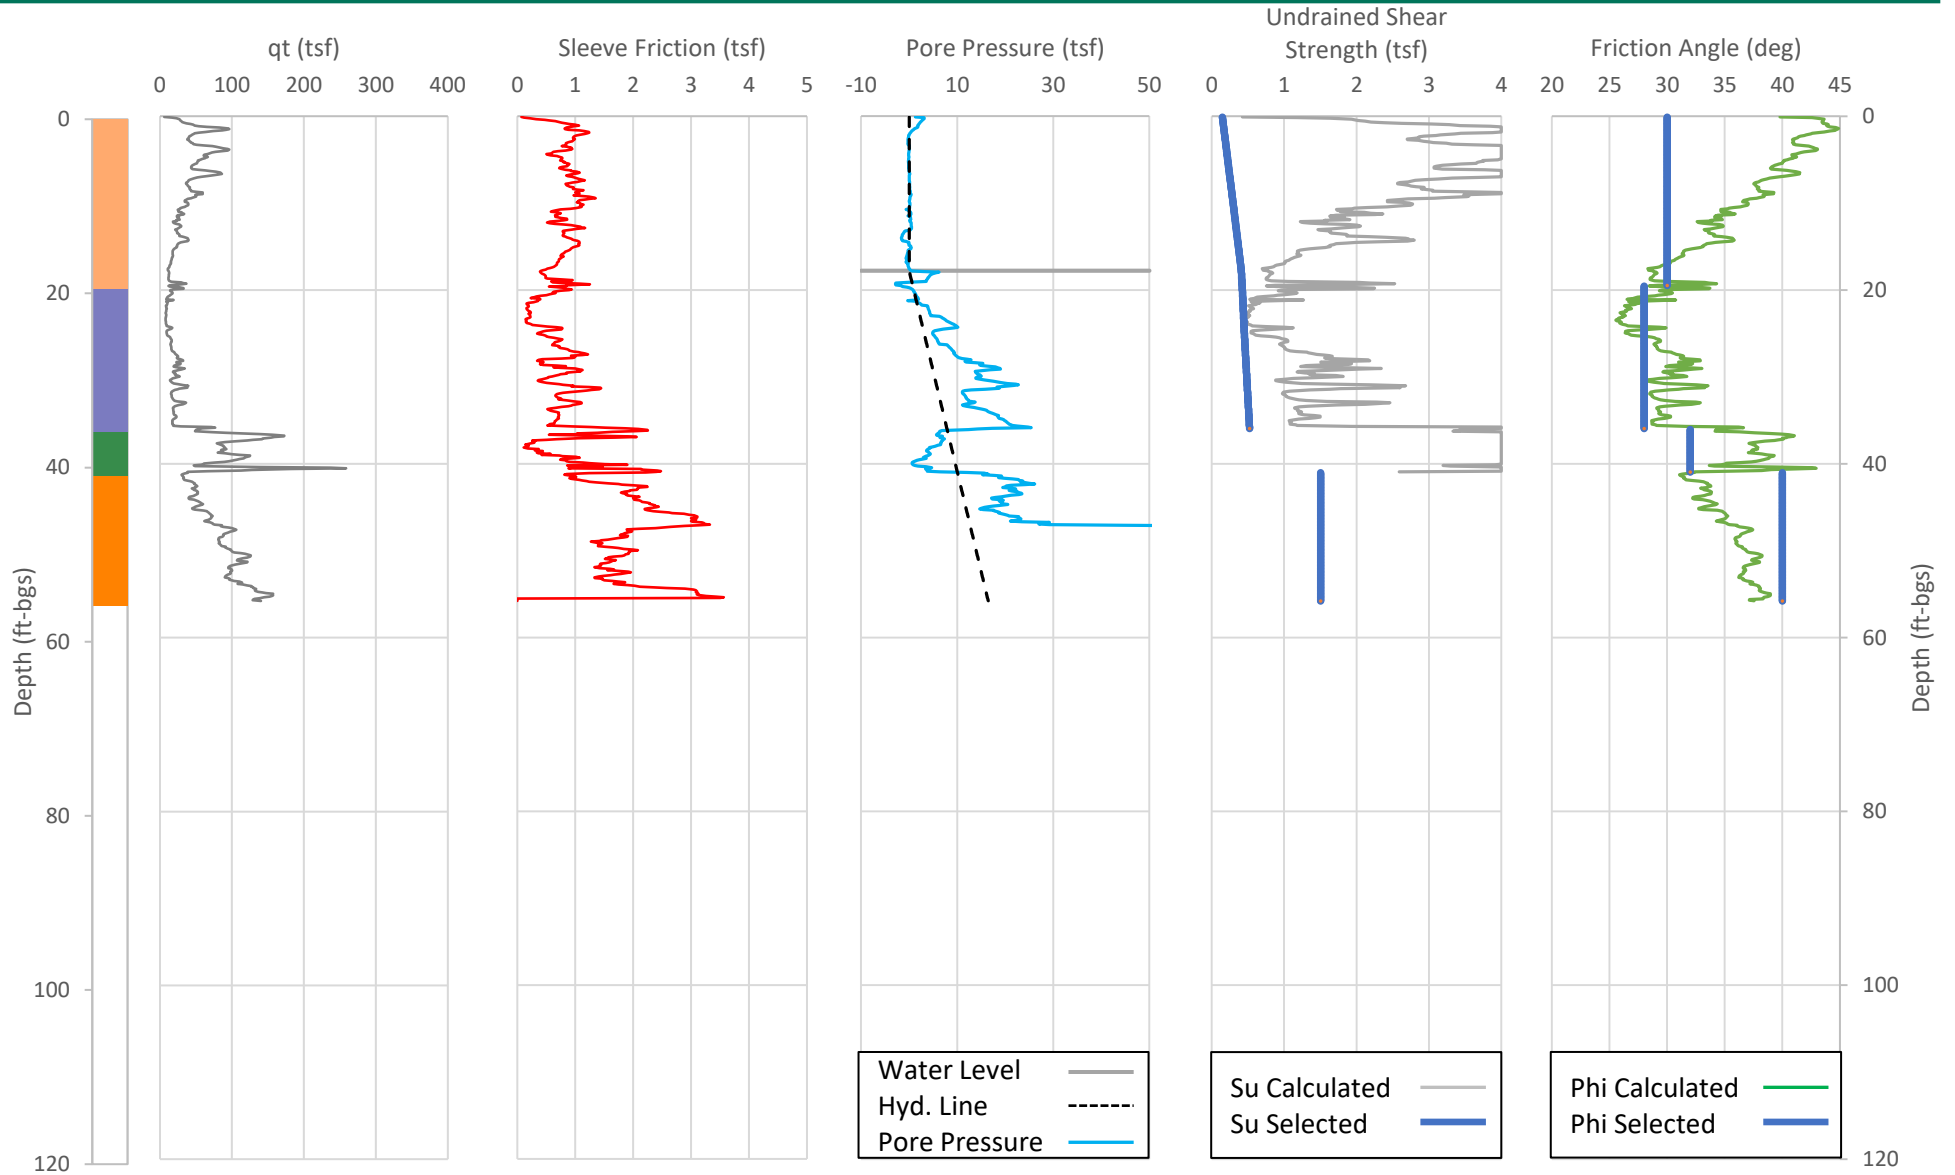 Undrained Shear
qt (tsf) Sleeve Friction (tsf) Pore Pressure (tsf) Strength (tsf) Friction Angle (deg)
0 100 200 300 400 0 1 2 3 4 5 -10 10 30 50 0 1 2 3 4 20 25 30 35 40 45
0 0
20 20
40 40
60 60
80 80
100 100
120 120
Depth (ft-bgs)
Depth (ft-bgs)
Water Level
Hyd. Line
Pore Pressure
Su Calculated
Su Selected
Phi Calculated
Phi Selected